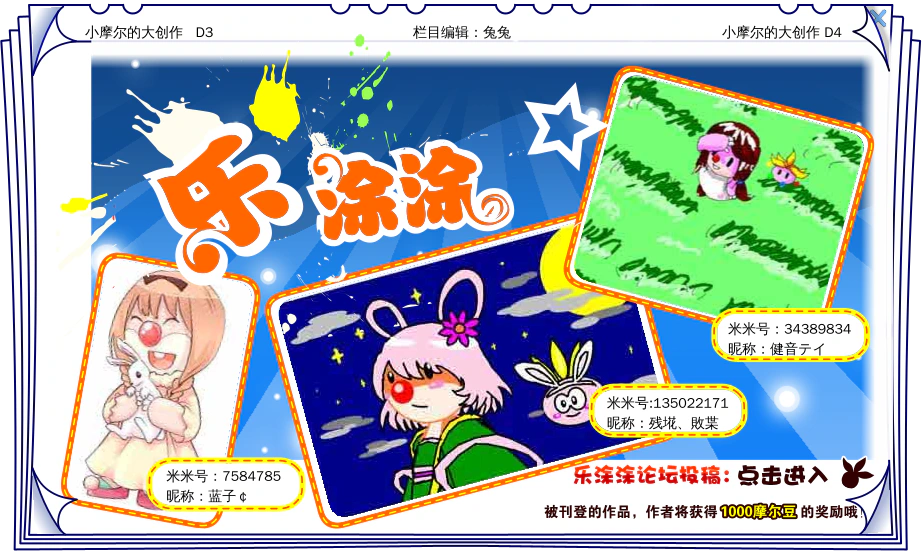 小摩尔的大创作 D3
栏目编辑：兔兔
小摩尔的大创作 D4
乐涂涂
米米号：34389834
昵称：健音テイ
米米号:135022171
昵称：残埖、敗枼
米米号：7584785
昵称：蓝子￠
乐涂涂论坛投稿：点击进入
被刊登的作品，作者将获得1000摩尔豆的奖励哦!